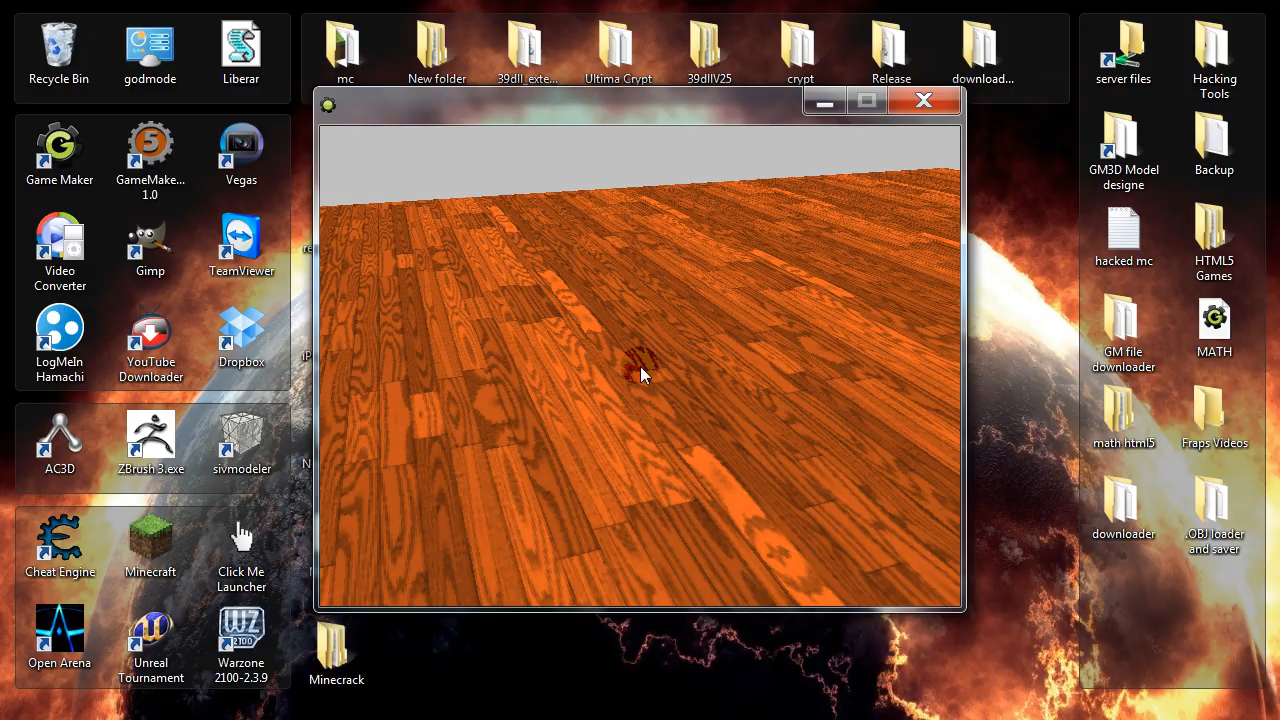 Recycle Bin
godmode
Liberar
mc
New folder
39dll_exte...
Ultima Crypt
39dllV25
crypt
Release
download...
server files
Hacking
Tools
Game Maker
GameMake...
1.0
Vegas
GM3D Model
designe
Backup
Video
Converter
Gimp
TeamViewer
hacked mc
HTML5
Games
LogMeIn
Hamachi
YouTube
Downloader
Dropbox
GM file
downloader
MATH
AC3D
ZBrush 3.exe
sivmodeler
math html5
Fraps Videos
downloader
.OBJ loader
and saver
Cheat Engine
Minecraft
Click Me
Launcher
Open Arena
Unreal
Tournament
WZ
2100
Warzone
2100-2.3.9
Minecrack